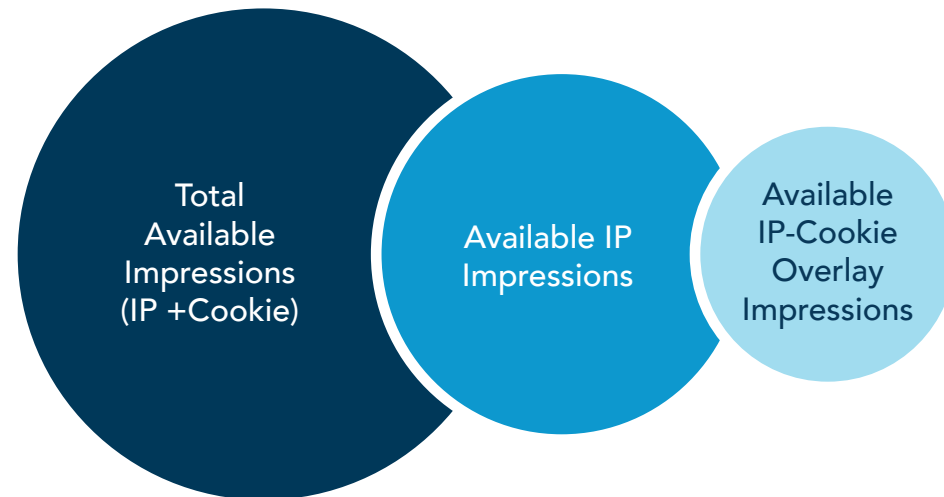 Total
Available
Impressions
(IP +Cookie)
Available IP
Impressions
Available
IP-Cookie
Overlay
Impressions